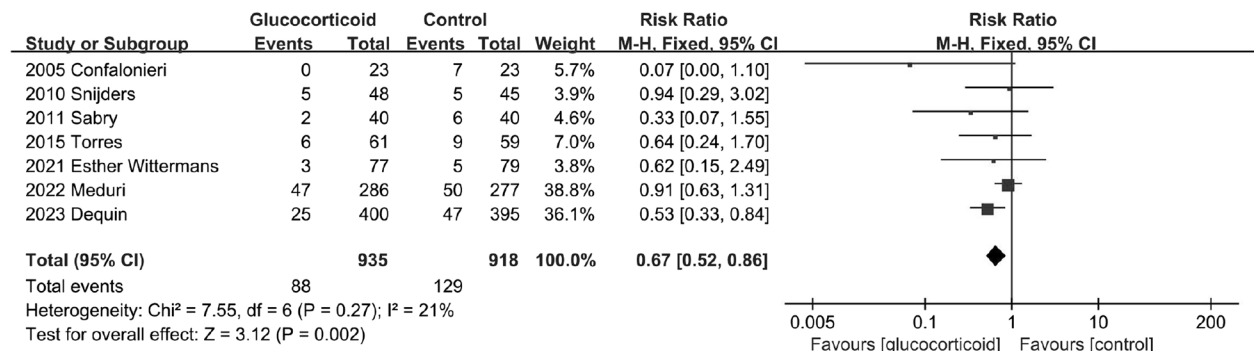 Glucocorticoid Control Risk Ratio Risk Ratio
Study or Subgroup Events Total Events Total Weight M-H, Fixed, 95% CI M-H, Fixed, 95% CI
2005 Confalonieri 0 23 7 23 5.7% 0.07 [0.00, 1.10]
2010 Snijders 5 48 5 45 3.9% 0.94 [0.29, 3.02]
2011 Sabry 2 40 6 40 4.6% 0.33 [0.07, 1.55]
2015 Torres 6 61 9 59 7.0% 0.64 [0.24, 1.70]
2021 Esther Wittermans 3 77 5 79 3.8% 0.62 [0.15, 2.49]
2022 Meduri 47 286 50 277 38.8% 0.91 [0.63, 1.31]
2023 Dequin 25 400 47 395 36.1% 0.53 [0.33, 0.84]
Total (95% CI) 935 918 100.0% 0.67 [0.52, 0.86]
Total events 88 129
Heterogeneity: Chi² = 7.55, df = 6 (P = 0.27); I² = 21%
Test for overall effect: Z = 3.12 (P = 0.002)
0.005 0.1 1 10 200
Favours [glucocorticoid] Favours [control]